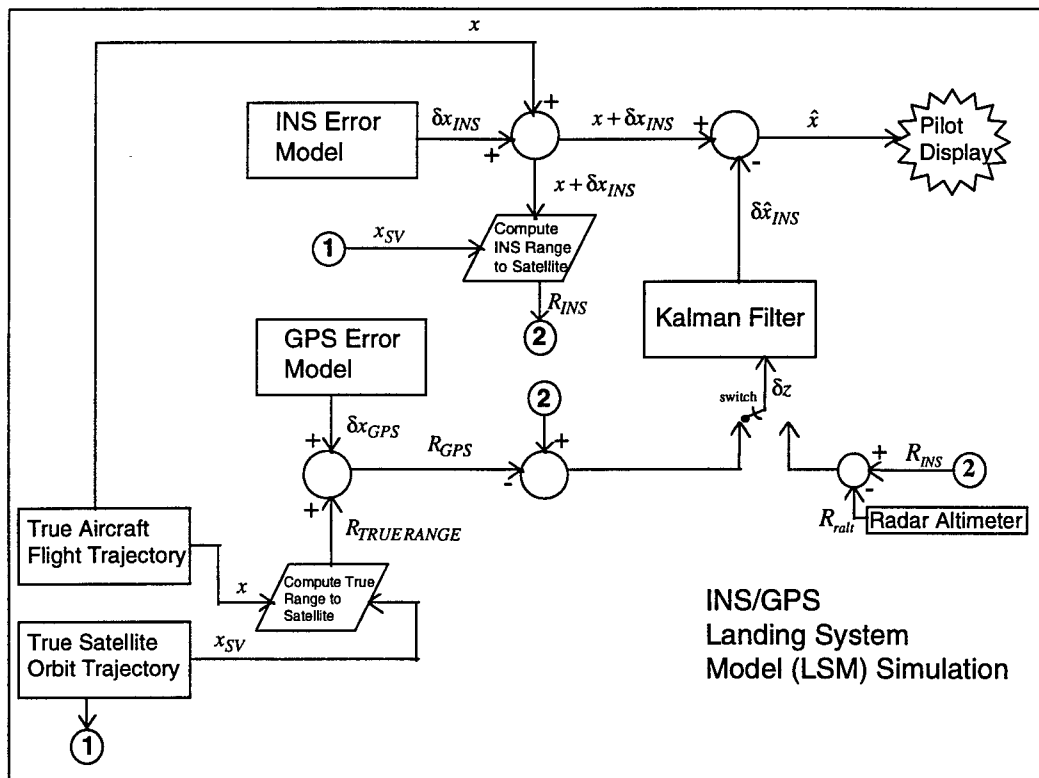 x
INS Error
Model
δx_INS
+
+
x + δx_INS
+
-
x̂
Pilot
Display
x + δx_INS
δx̂_INS
1
x_SV
Compute
INS Range
to Satellite
R_INS
2
Kalman Filter
GPS Error
Model
2
switch
δz
δx_GPS
+
+
R_GPS
-
+
+
R_INS
2
-
R_ralt
Radar Altimeter
True Aircraft
Flight Trajectory
R_TRUERANGE
x
Compute True
Range to
Satellite
True Satellite
Orbit Trajectory
x_SV
1
INS/GPS
Landing System
Model (LSM) Simulation